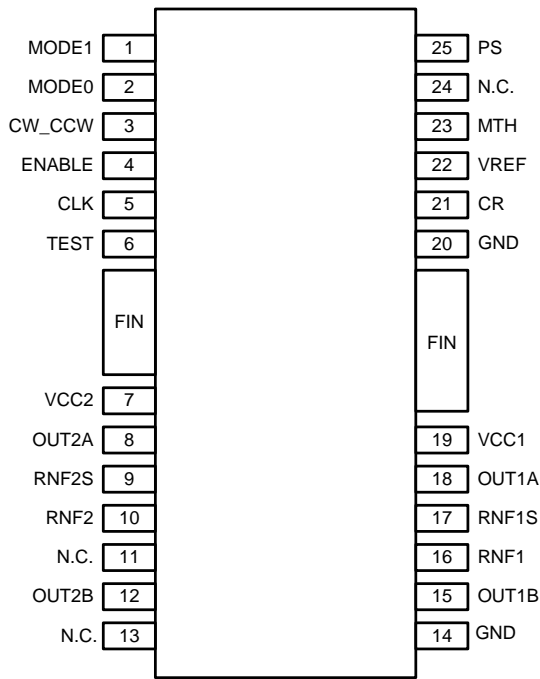 MODE1 1 25 PS
MODE0 2 24 N.C.
CW_CCW 3 23 MTH
ENABLE 4 22 VREF
CLK 5 21 CR
TEST 6 20 GND
FIN
FIN
VCC2 7
OUT2A 8 19 VCC1
RNF2S 9 18 OUT1A
RNF2 10 17 RNF1S
N.C. 11 16 RNF1
OUT2B 12 15 OUT1B
N.C. 13 14 GND